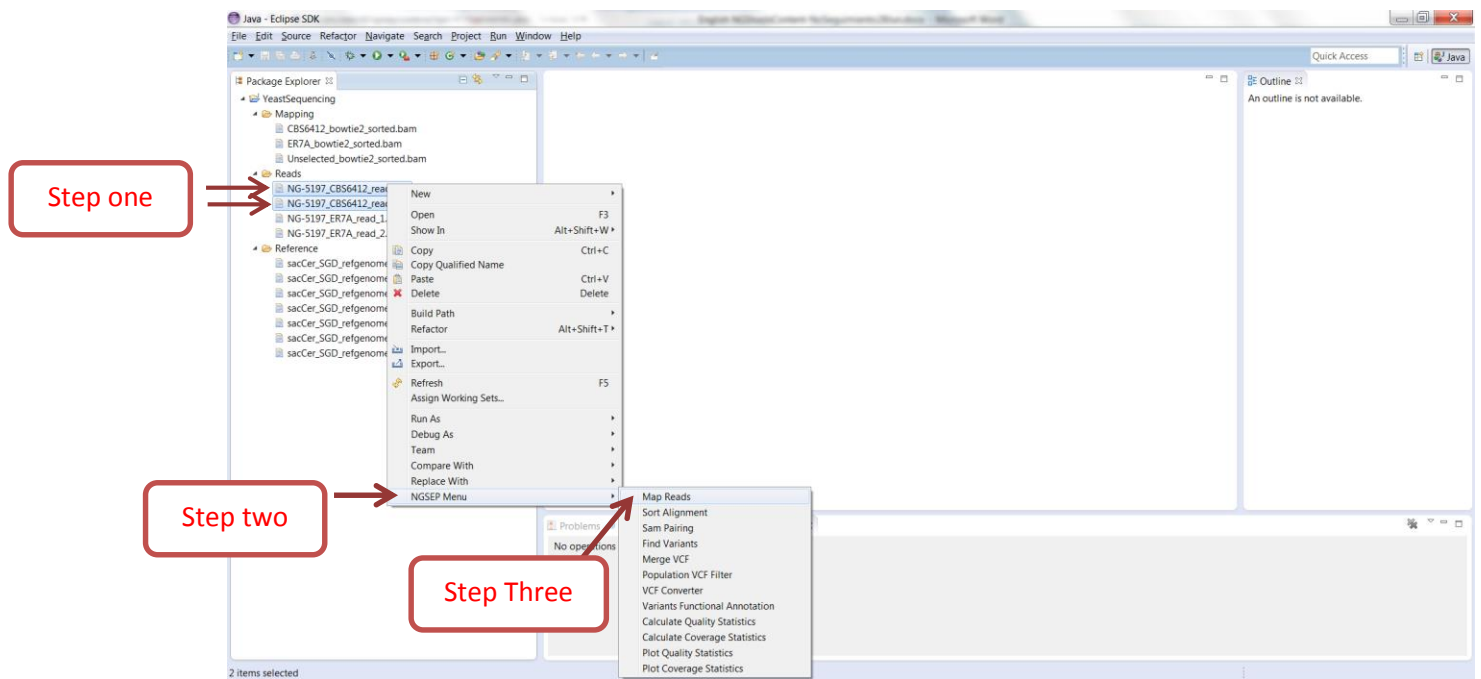 Java - Eclipse SDK
File Edit Source Refactor Navigate Search Project Run Window Help
Quick Access
Java
Package Explorer
YeastSequencing
Mapping
CBS6412_bowtie2_sorted.bam
ER7A_bowtie2_sorted.bam
Unselected_bowtie2_sorted.bam
Reads
NG-5197_CBS6412_read
NG-5197_CBS6412_read
NG-5197_ER7A_read_1.
NG-5197_ER7A_read_2.
Reference
sacCer_SGD_refgenome
sacCer_SGD_refgenome
sacCer_SGD_refgenome
sacCer_SGD_refgenome
sacCer_SGD_refgenome
sacCer_SGD_refgenome
sacCer_SGD_refgenome
Outline
An outline is not available.
Step one
New
Open F3
Show In Alt+Shift+W
Copy Ctrl+C
Copy Qualified Name
Paste Ctrl+V
Delete Delete
Build Path
Refactor Alt+Shift+T
Import...
Export...
Refresh F5
Assign Working Sets...
Run As
Debug As
Team
Compare With
Replace With
NGSEP Menu
Step two
Map Reads
Sort Alignment
Sam Pairing
Find Variants
Merge VCF
Population VCF Filter
VCF Converter
Variants Functional Annotation
Calculate Quality Statistics
Calculate Coverage Statistics
Plot Quality Statistics
Plot Coverage Statistics
Step Three
Problems
No operations
2 items selected